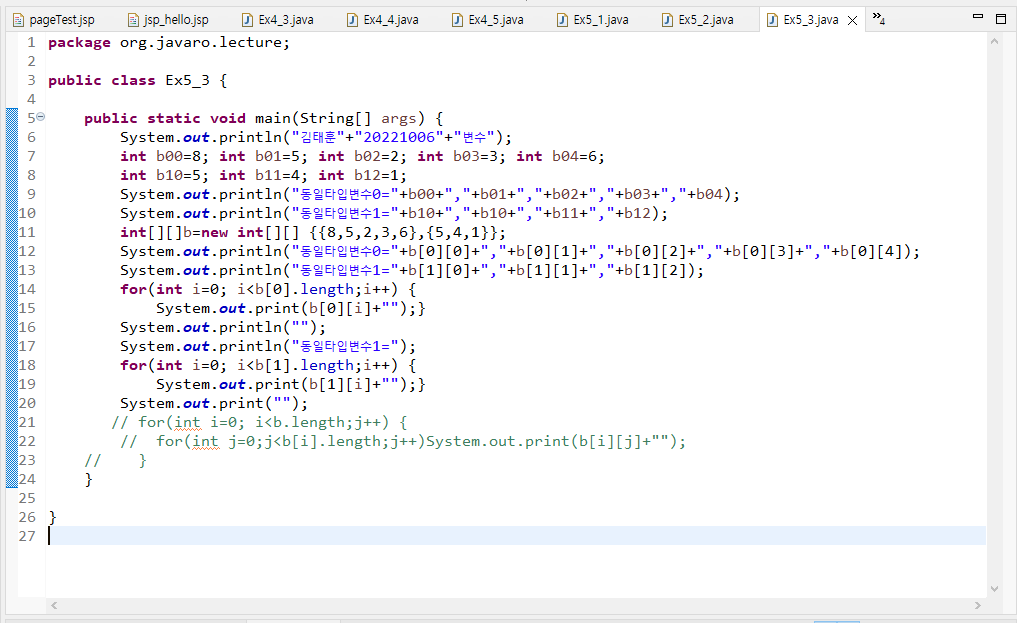 pageTest.jsp jsp_hello.jsp Ex4_3.java Ex4_4.java Ex4_5.java Ex5_1.java Ex5_2.java Ex5_3.java »4
1 package org.javaro.lecture;
2
3 public class Ex5_3 {
4
5 public static void main(String[] args) {
6 System.out.println("김태훈"+"20221006"+"변수");
7 int b00=8; int b01=5; int b02=2; int b03=3; int b04=6;
8 int b10=5; int b11=4; int b12=1;
9 System.out.println("동일타입변수0="+b00+","+b01+","+b02+","+b03+","+b04);
10 System.out.println("동일타입변수1="+b10+","+b10+","+b11+","+b12);
11 int[][]b=new int[][] {{8,5,2,3,6},{5,4,1}};
12 System.out.println("동일타입변수0="+b[0][0]+","+b[0][1]+","+b[0][2]+","+b[0][3]+","+b[0][4]);
13 System.out.println("동일타입변수1="+b[1][0]+","+b[1][1]+","+b[1][2]);
14 for(int i=0; i<b[0].length;i++) {
15 System.out.print(b[0][i]+"");}
16 System.out.println("");
17 System.out.println("동일타입변수1=");
18 for(int i=0; i<b[1].length;i++) {
19 System.out.print(b[1][i]+"");}
20 System.out.print("");
21 // for(int i=0; i<b.length;j++) {
22 // for(int j=0;j<b[i].length;j++)System.out.print(b[i][j]+"");
23 // }
24 }
25
26 }
27